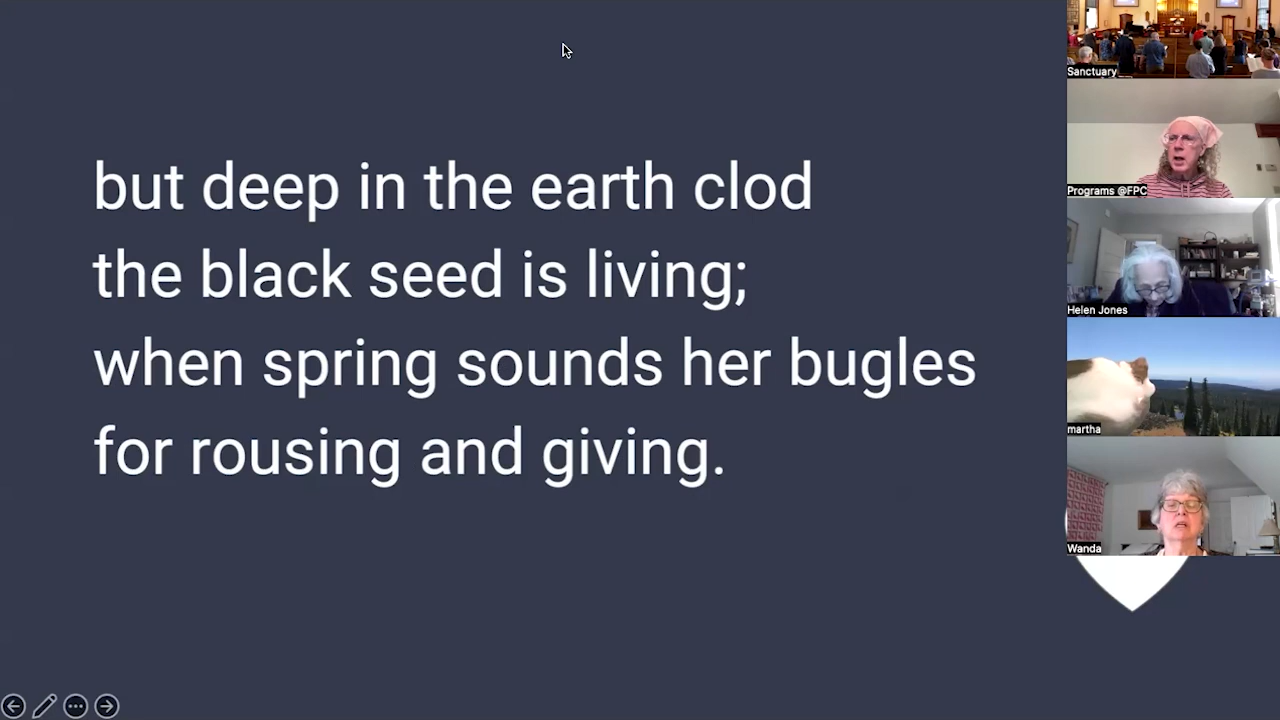 but deep in the earth clod
the black seed is living;
when spring sounds her bugles
for rousing and giving.
Sanctuary
Programs @FPC
Helen Jones
martha
Wanda